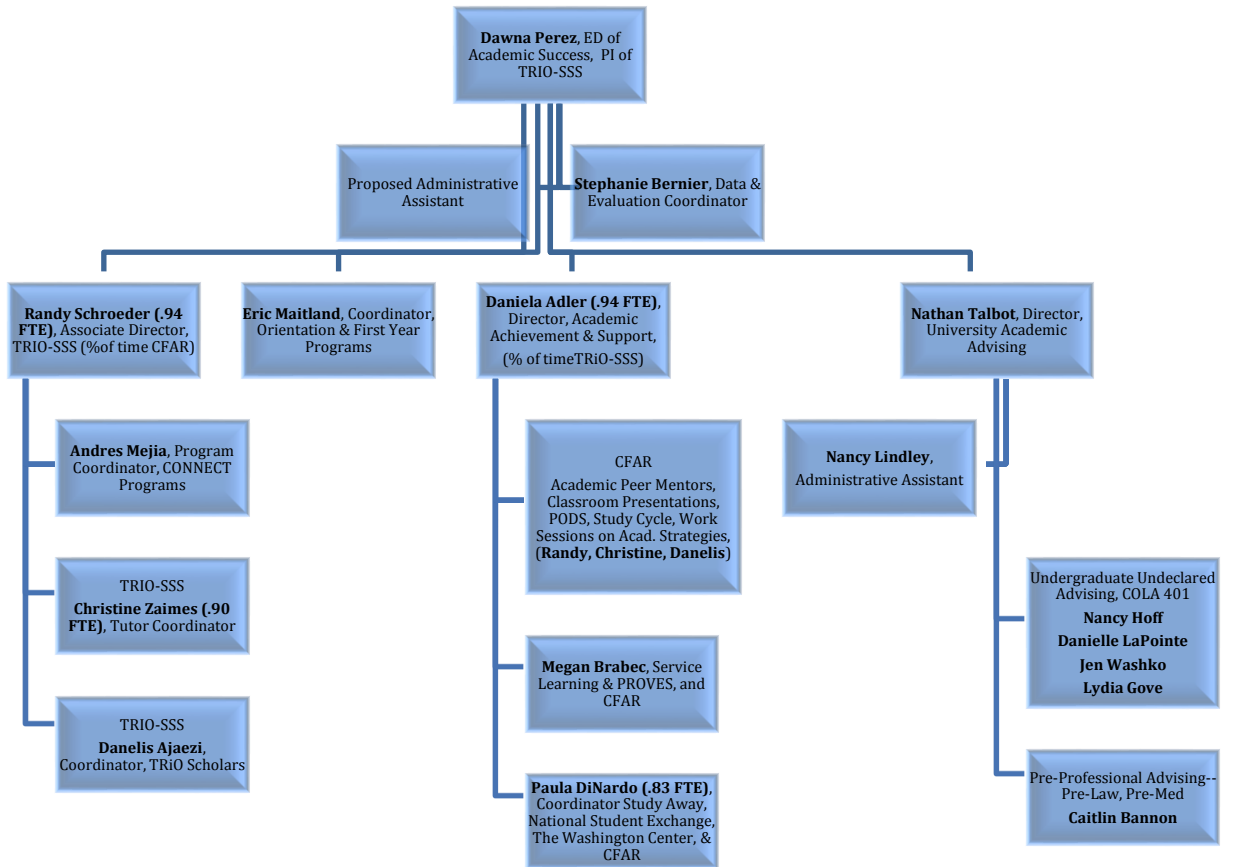 Dawna Perez, ED of
Academic Success,  PI of
TRIO-SSS
Proposed Administrative
Assistant
Stephanie Bernier, Data &
Evaluation Coordinator
Randy Schroeder (.94
FTE), Associate Director,
TRIO-SSS (%of time CFAR)
Eric Maitland, Coordinator,
Orientation & First Year
Programs
Daniela Adler (.94 FTE),
Director, Academic
Achievement & Support,
(% of timeTRiO-SSS)
Nathan Talbot, Director,
University Academic
Advising
Andres Mejia, Program
Coordinator, CONNECT
Programs
TRIO-SSS
Christine Zaimes (.90
FTE), Tutor Coordinator
TRIO-SSS
Danelis Ajaezi,
Coordinator, TRiO Scholars
CFAR
Academic Peer Mentors,
Classroom Presentations,
PODS, Study Cycle, Work
Sessions on Acad. Strategies,
(Randy, Christine, Danelis)
Megan Brabec, Service
Learning & PROVES, and
CFAR
Paula DiNardo (.83 FTE),
Coordinator Study Away,
National Student Exchange,
The Washington Center, &
CFAR
Nancy Lindley,
Administrative Assistant
Undergraduate Undeclared
Advising, COLA 401
Nancy Hoff
Danielle LaPointe
Jen Washko
Lydia Gove
Pre-Professional Advising--
Pre-Law, Pre-Med
Caitlin Bannon